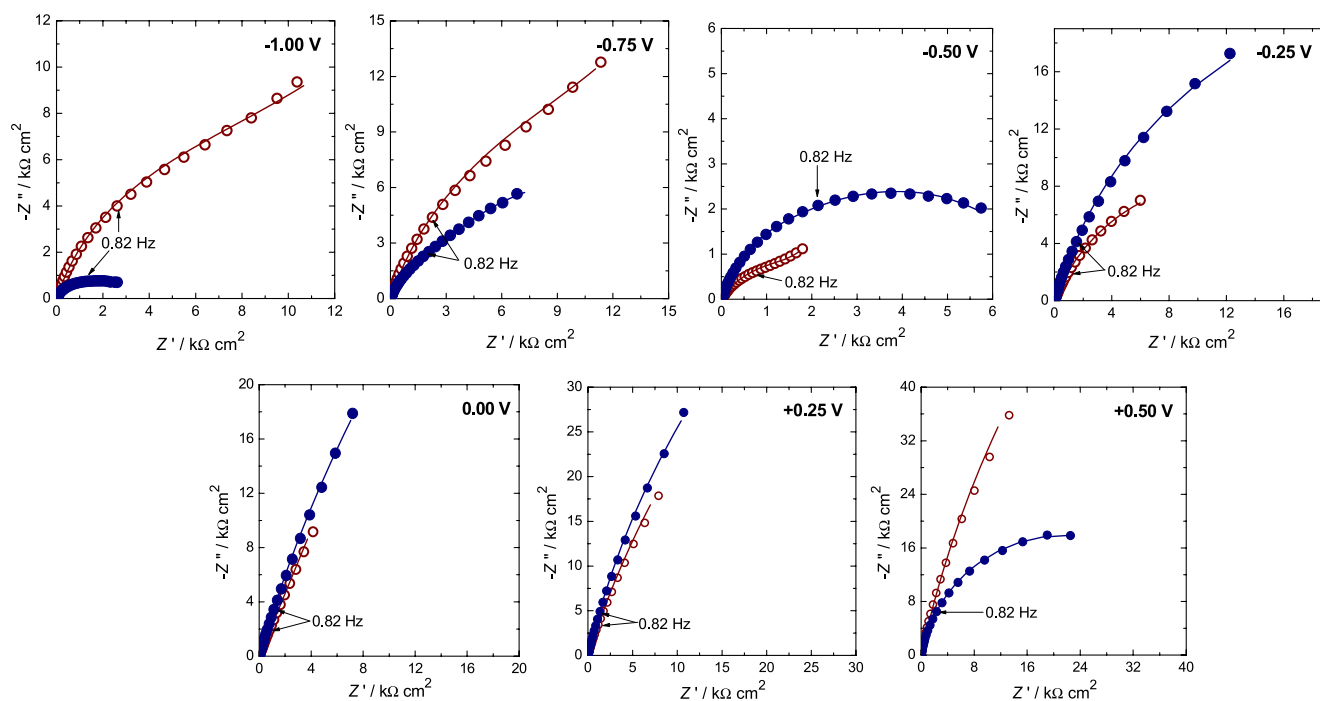 -1.00 V
12
10
8
6
4
2
0
0 2 4 6 8 10 12
0.82 Hz
-Z'' / kΩ cm2
Z' / kΩ cm2
-0.75 V
15
12
9
6
3
0
0 3 6 9 12 15
0.82 Hz
-Z'' / kΩ cm2
Z' / kΩ cm2
-0.50 V
6
5
4
3
2
1
0
0 1 2 3 4 5 6
0.82 Hz
0.82 Hz
-Z'' / kΩ cm2
Z' / kΩ cm2
-0.25 V
16
12
8
4
0
0 4 8 12 16
0.82 Hz
-Z'' / kΩ cm2
Z' / kΩ cm2
0.00 V
20
16
12
8
4
0
0 4 8 12 16 20
0.82 Hz
-Z'' / kΩ cm2
Z' / kΩ cm2
+0.25 V
30
25
20
15
10
5
0
0 5 10 15 20 25 30
0.82 Hz
-Z'' / kΩ cm2
Z' / kΩ cm2
+0.50 V
40
32
24
16
8
0
0 8 16 24 32 40
0.82 Hz
-Z'' / kΩ cm2
Z' / kΩ cm2